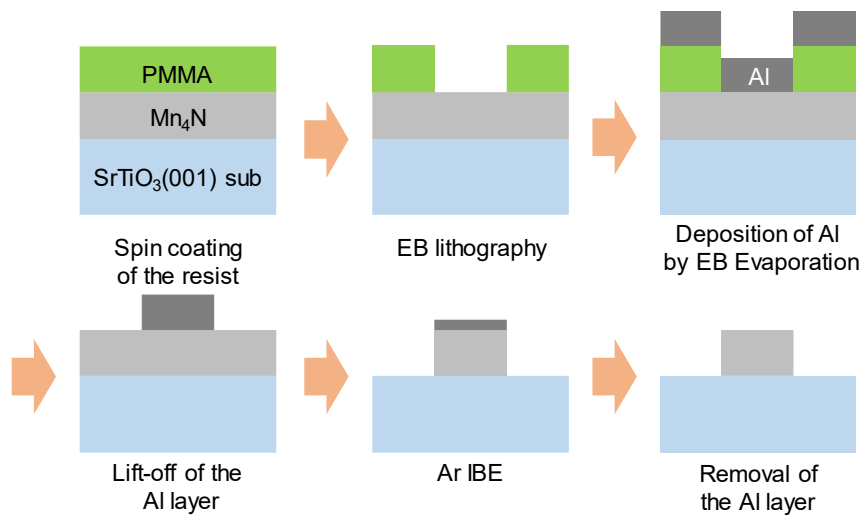 PMMA
Mn₄N
SrTiO₃(001) sub
Spin coating
of the resist
EB lithography
Al
Deposition of Al
by EB Evaporation
Lift-off of the
Al layer
Ar IBE
Removal of
the Al layer